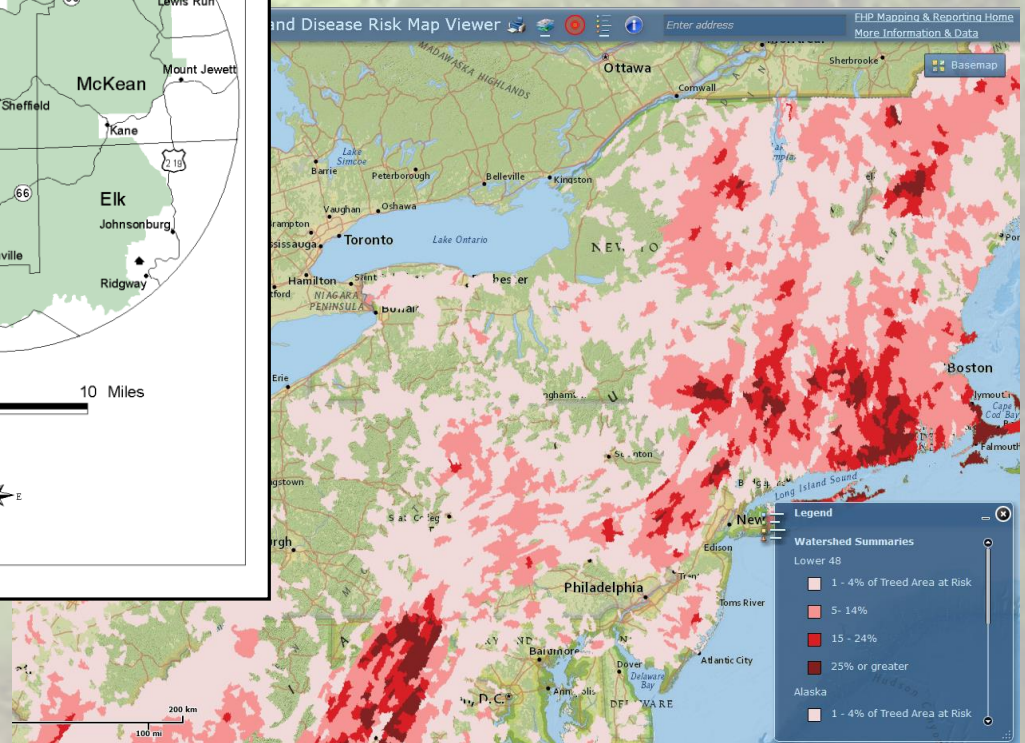 Lewis Run
McKean
Mount Jewett
Sheffield
Kane
2 19
66
Elk
Johnsonburg
ville
Ridgway
10 Miles
E
and Disease Risk Map Viewer
Enter address
FHP Mapping & Reporting Home
More Information & Data
Basemap
Ottawa
Sherbrooke
MADAWASKA HIGHLANDS
Cornwall
Lake
Simcoe
Barrie
Peterborough
Belleville
Kingston
Vaughan
Oshawa
Toronto
Lake Ontario
Hamilton
NIAGARA
PENINSULA
Erie
Boston
Cape
Cod Bay
Falmouth
Long Island Sound
New
Edison
Philadelphia
Toms River
Atlantic City
Dover
Delaware
Bay
D.C.
200 km
100 mi
Legend
Watershed Summaries
Lower 48
1 - 4% of Treed Area at Risk
5- 14%
15 - 24%
25% or greater
Alaska
1 - 4% of Treed Area at Risk